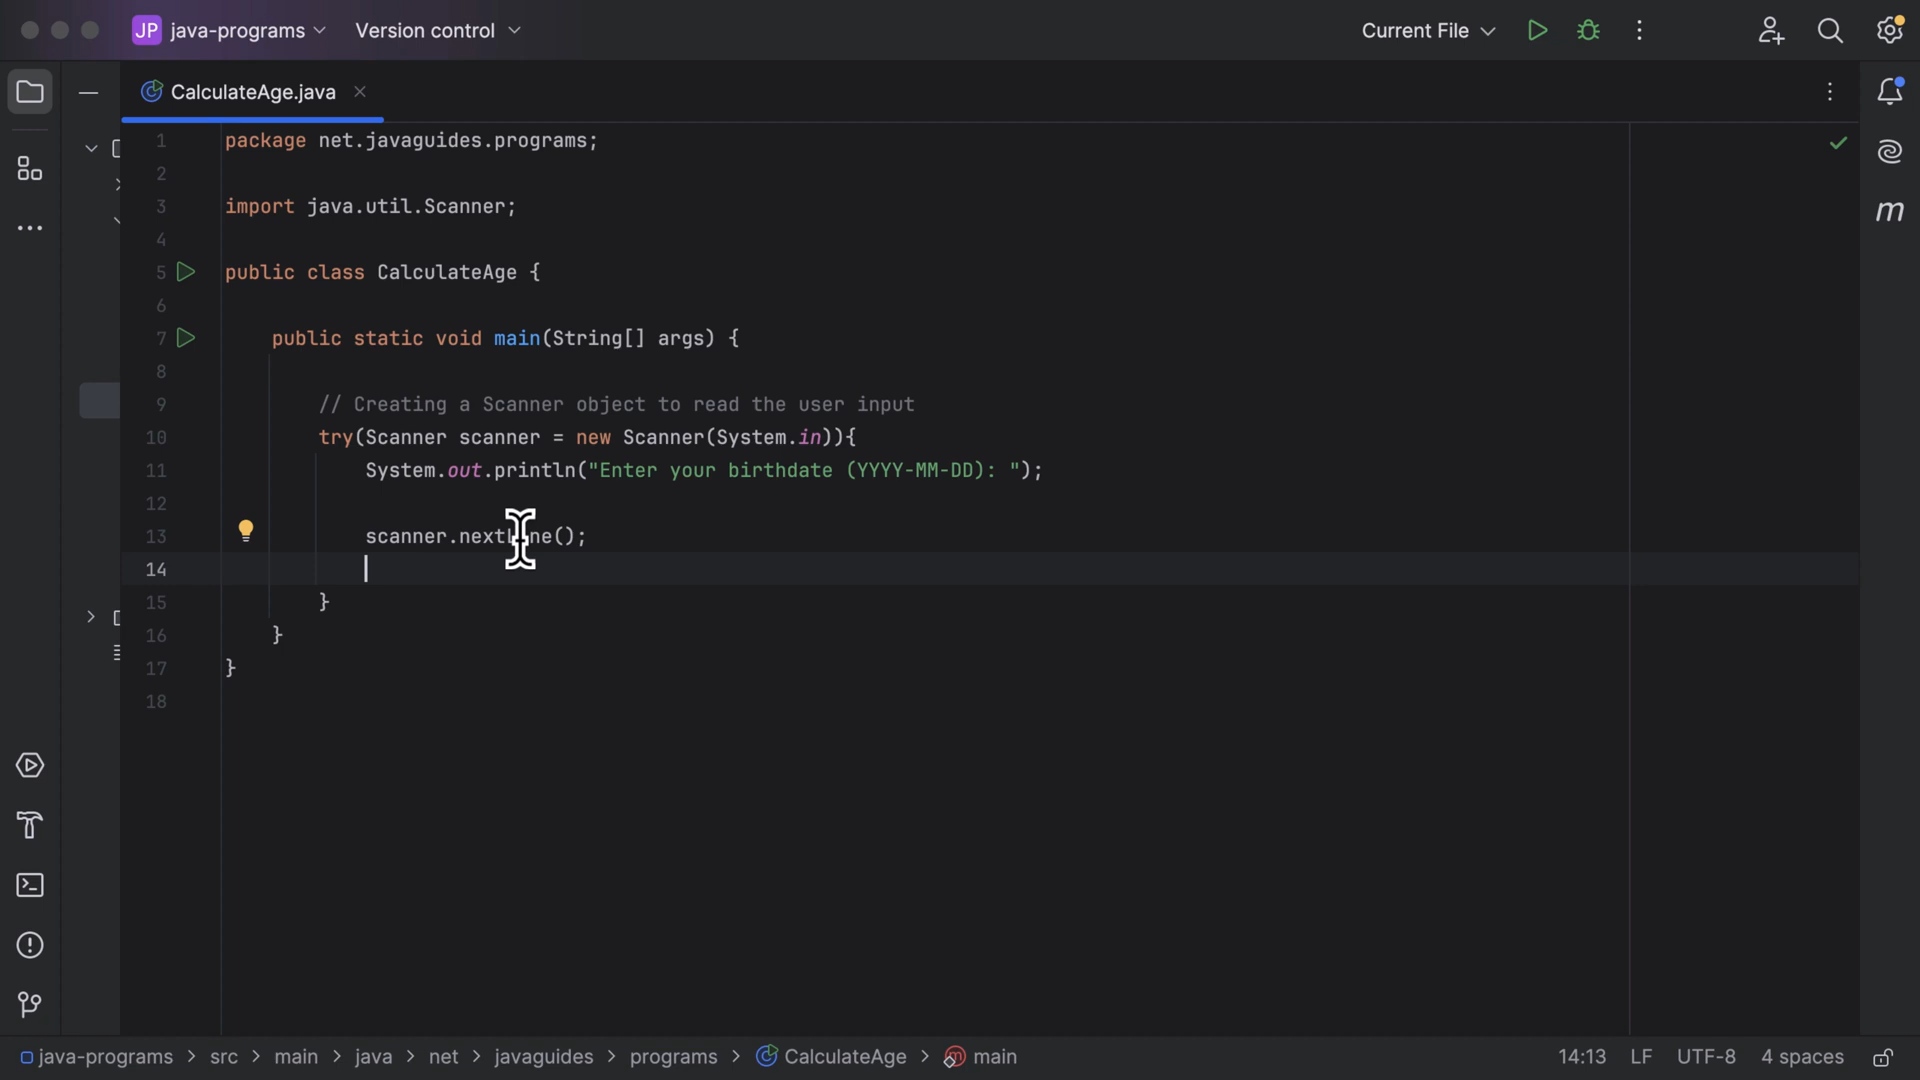 JP java-programs Version control Current File
CalculateAge.java
1 package net.javaguides.programs;
2
3 import java.util.Scanner;
4
5 public class CalculateAge {
6
7 public static void main(String[] args) {
8
9 // Creating a Scanner object to read the user input
10 try(Scanner scanner = new Scanner(System.in)){
11 System.out.println("Enter your birthdate (YYYY-MM-DD): ");
12
13 scanner.nextLine();
14
15 }
16 }
17 }
18
m
java-programs > src > main > java > net > javaguides > programs > CalculateAge > m main 14:13 LF UTF-8 4 spaces